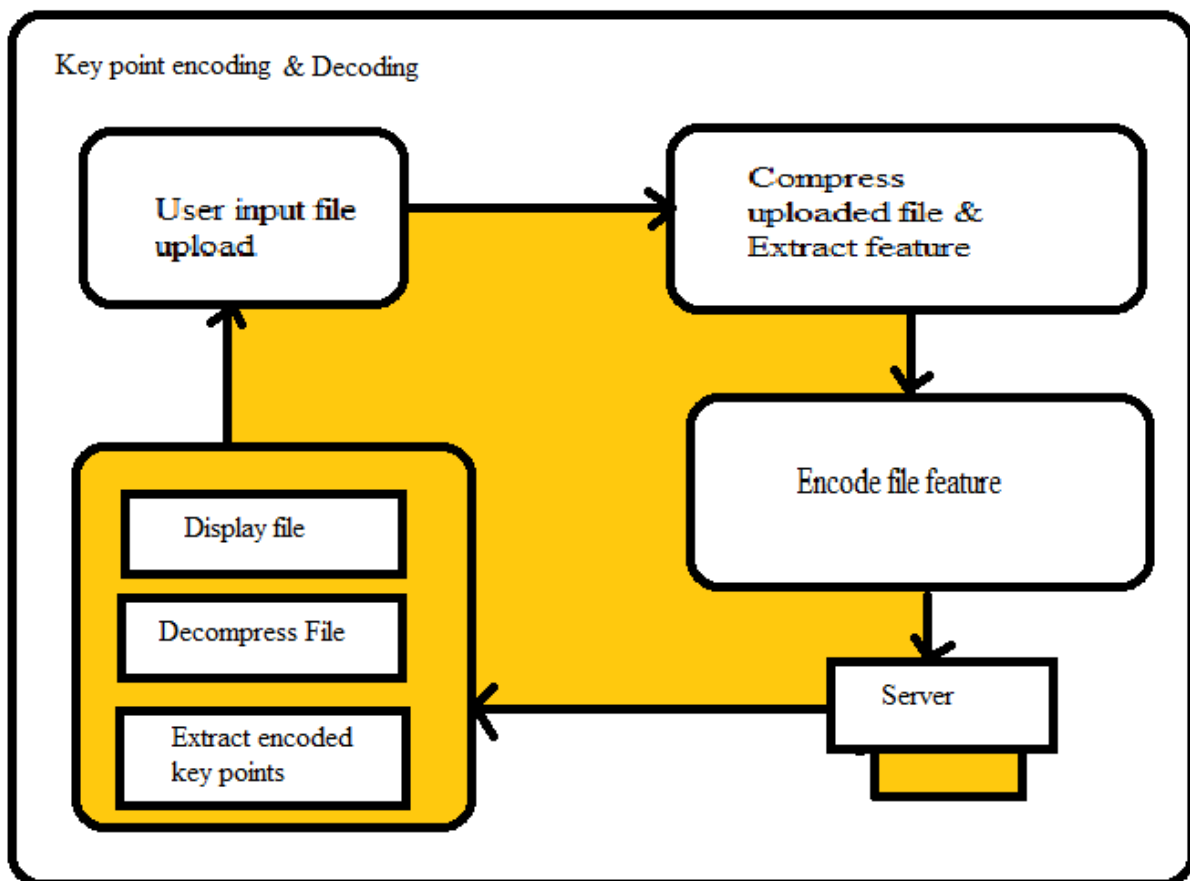 Key point encoding & Decoding
User input file
upload
Compress
uploaded file &
Extract feature
Encode file feature
Server
Display file
Decompress File
Extract encoded
key points